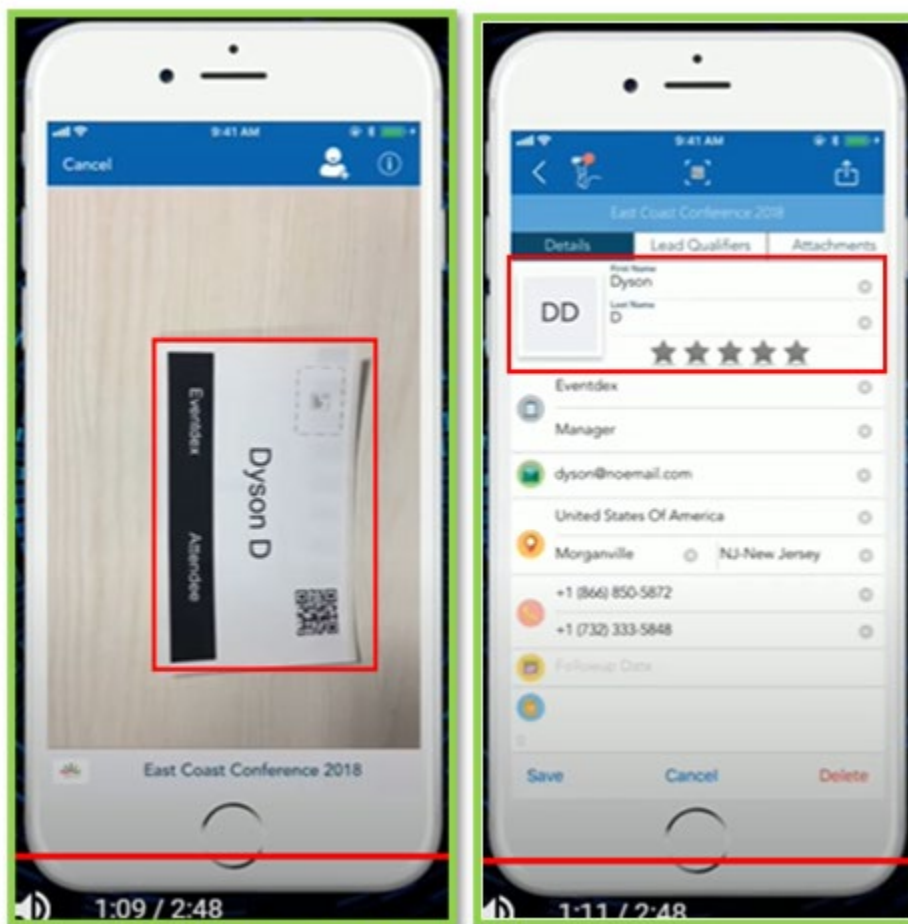 9:41 AM
Cancel
Eventdex Attendee
Dyson D
East Coast Conference 2018
1:09 / 2:48
9:41 AM
East Coast Conference 2018
Details Lead Qualifiers Attachments
DD
First Name
Dyson
Last Name
D
Eventdex
Manager
dyson@noemail.com
United States Of America
Morganville NJ-New Jersey
+1 (866) 850-5872
+1 (732) 333-5848
Followup Date
Save Cancel Delete
1:11 / 2:48